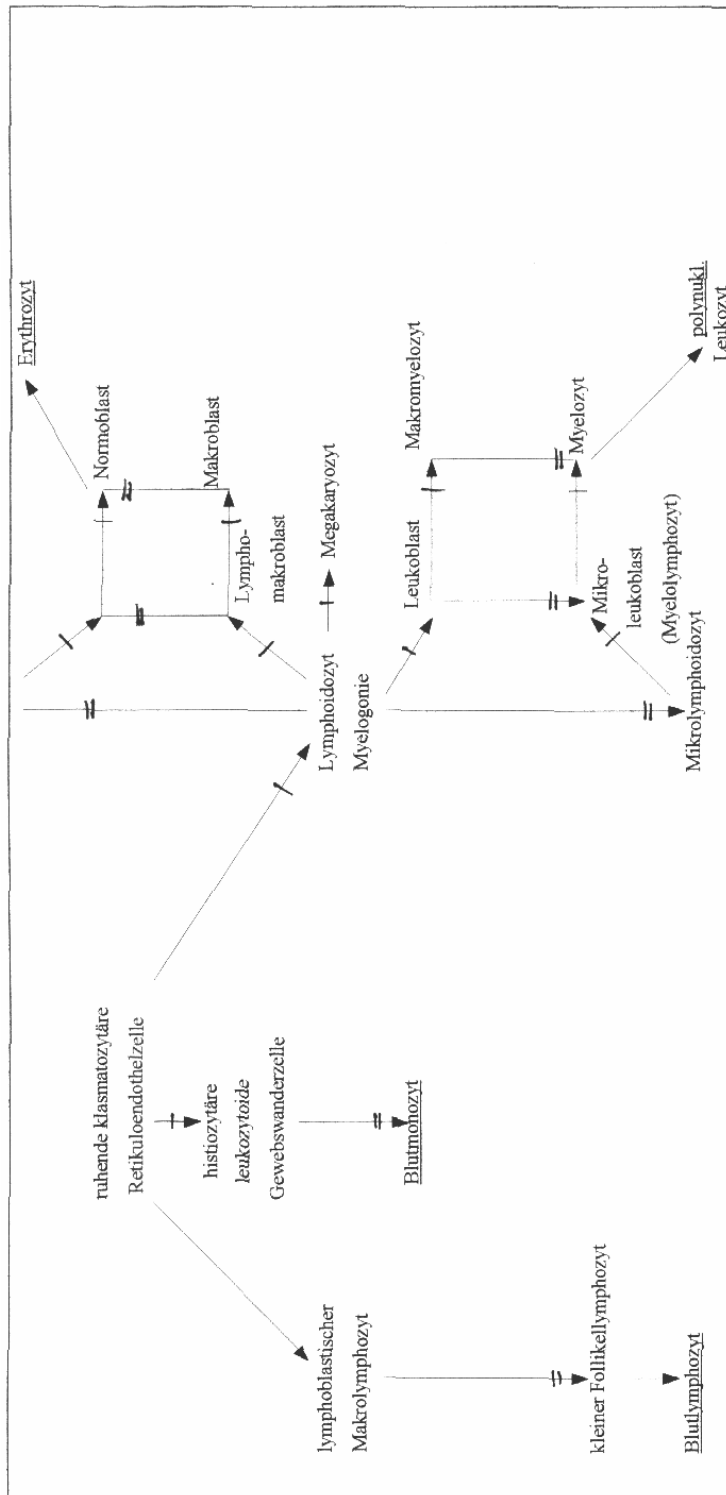 ruhende klasmatozytäre
Retikuloendothelzelle
histiozytäre
leukozytoide
Gewebswanderzelle
Blutmonozyt
lymphoblastischer
Makrolymphozyt
kleiner Follikellymphozyt
Blutlymphozyt
Erythrozyt
Normoblast
Makroblast
Lympho-
makroblast
Lymphoidozyt
Myelogonie
Megakaryozyt
Leukoblast
Makromyelozyt
Mikro-
leukoblast
(Myelolymphozyt)
Myelozyt
Mikrolymphoidozyt
polynukl.
Leukozyt